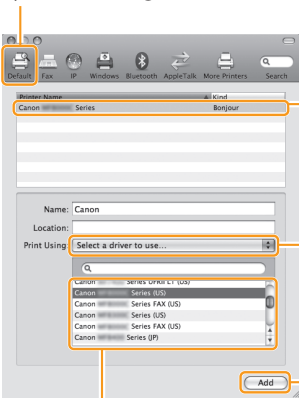 Default Fax IP Windows Bluetooth AppleTalk More Printers Search
Printer Name Kind
Canon Series Bonjour
Name: Canon
Location:
Print Using: Select a driver to use...
Canon Series UFRII LT (US)
Canon Series (US)
Canon Series FAX (US)
Canon Series (US)
Canon Series FAX (US)
Canon Series (JP)
Add